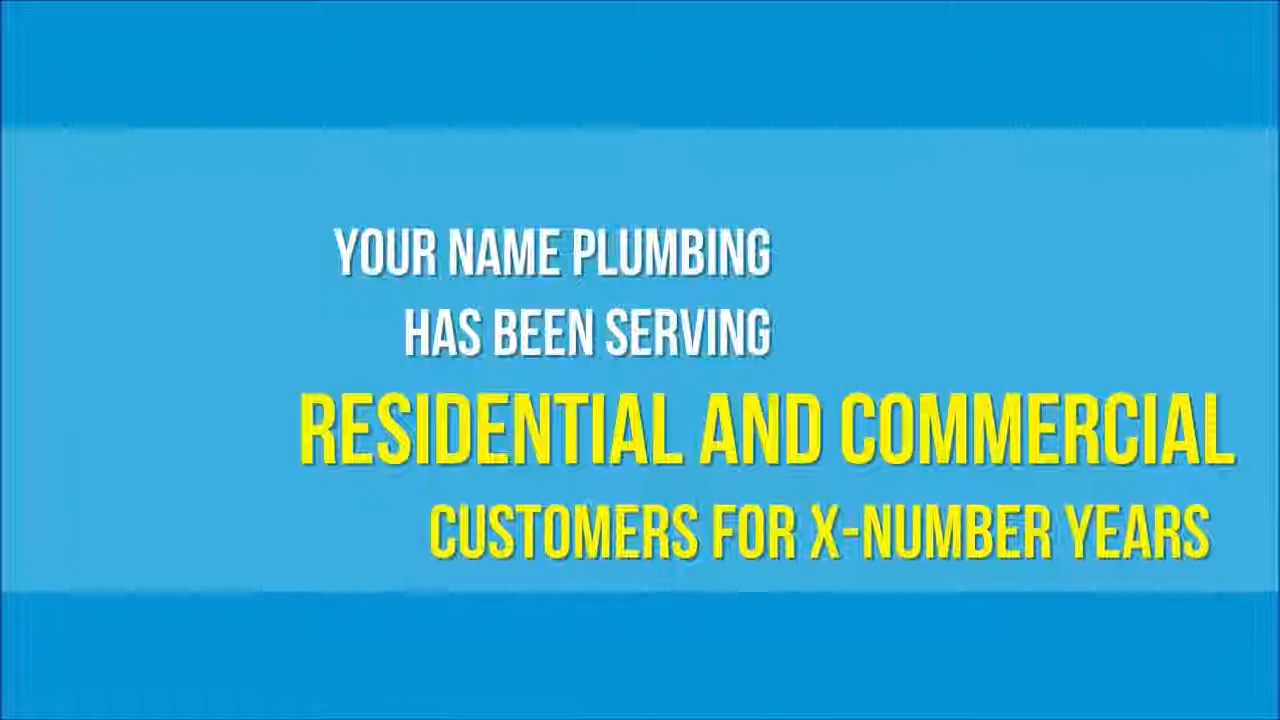 YOUR NAME PLUMBING
HAS BEEN SERVING
RESIDENTIAL AND COMMERCIAL
CUSTOMERS FOR X-NUMBER YEARS